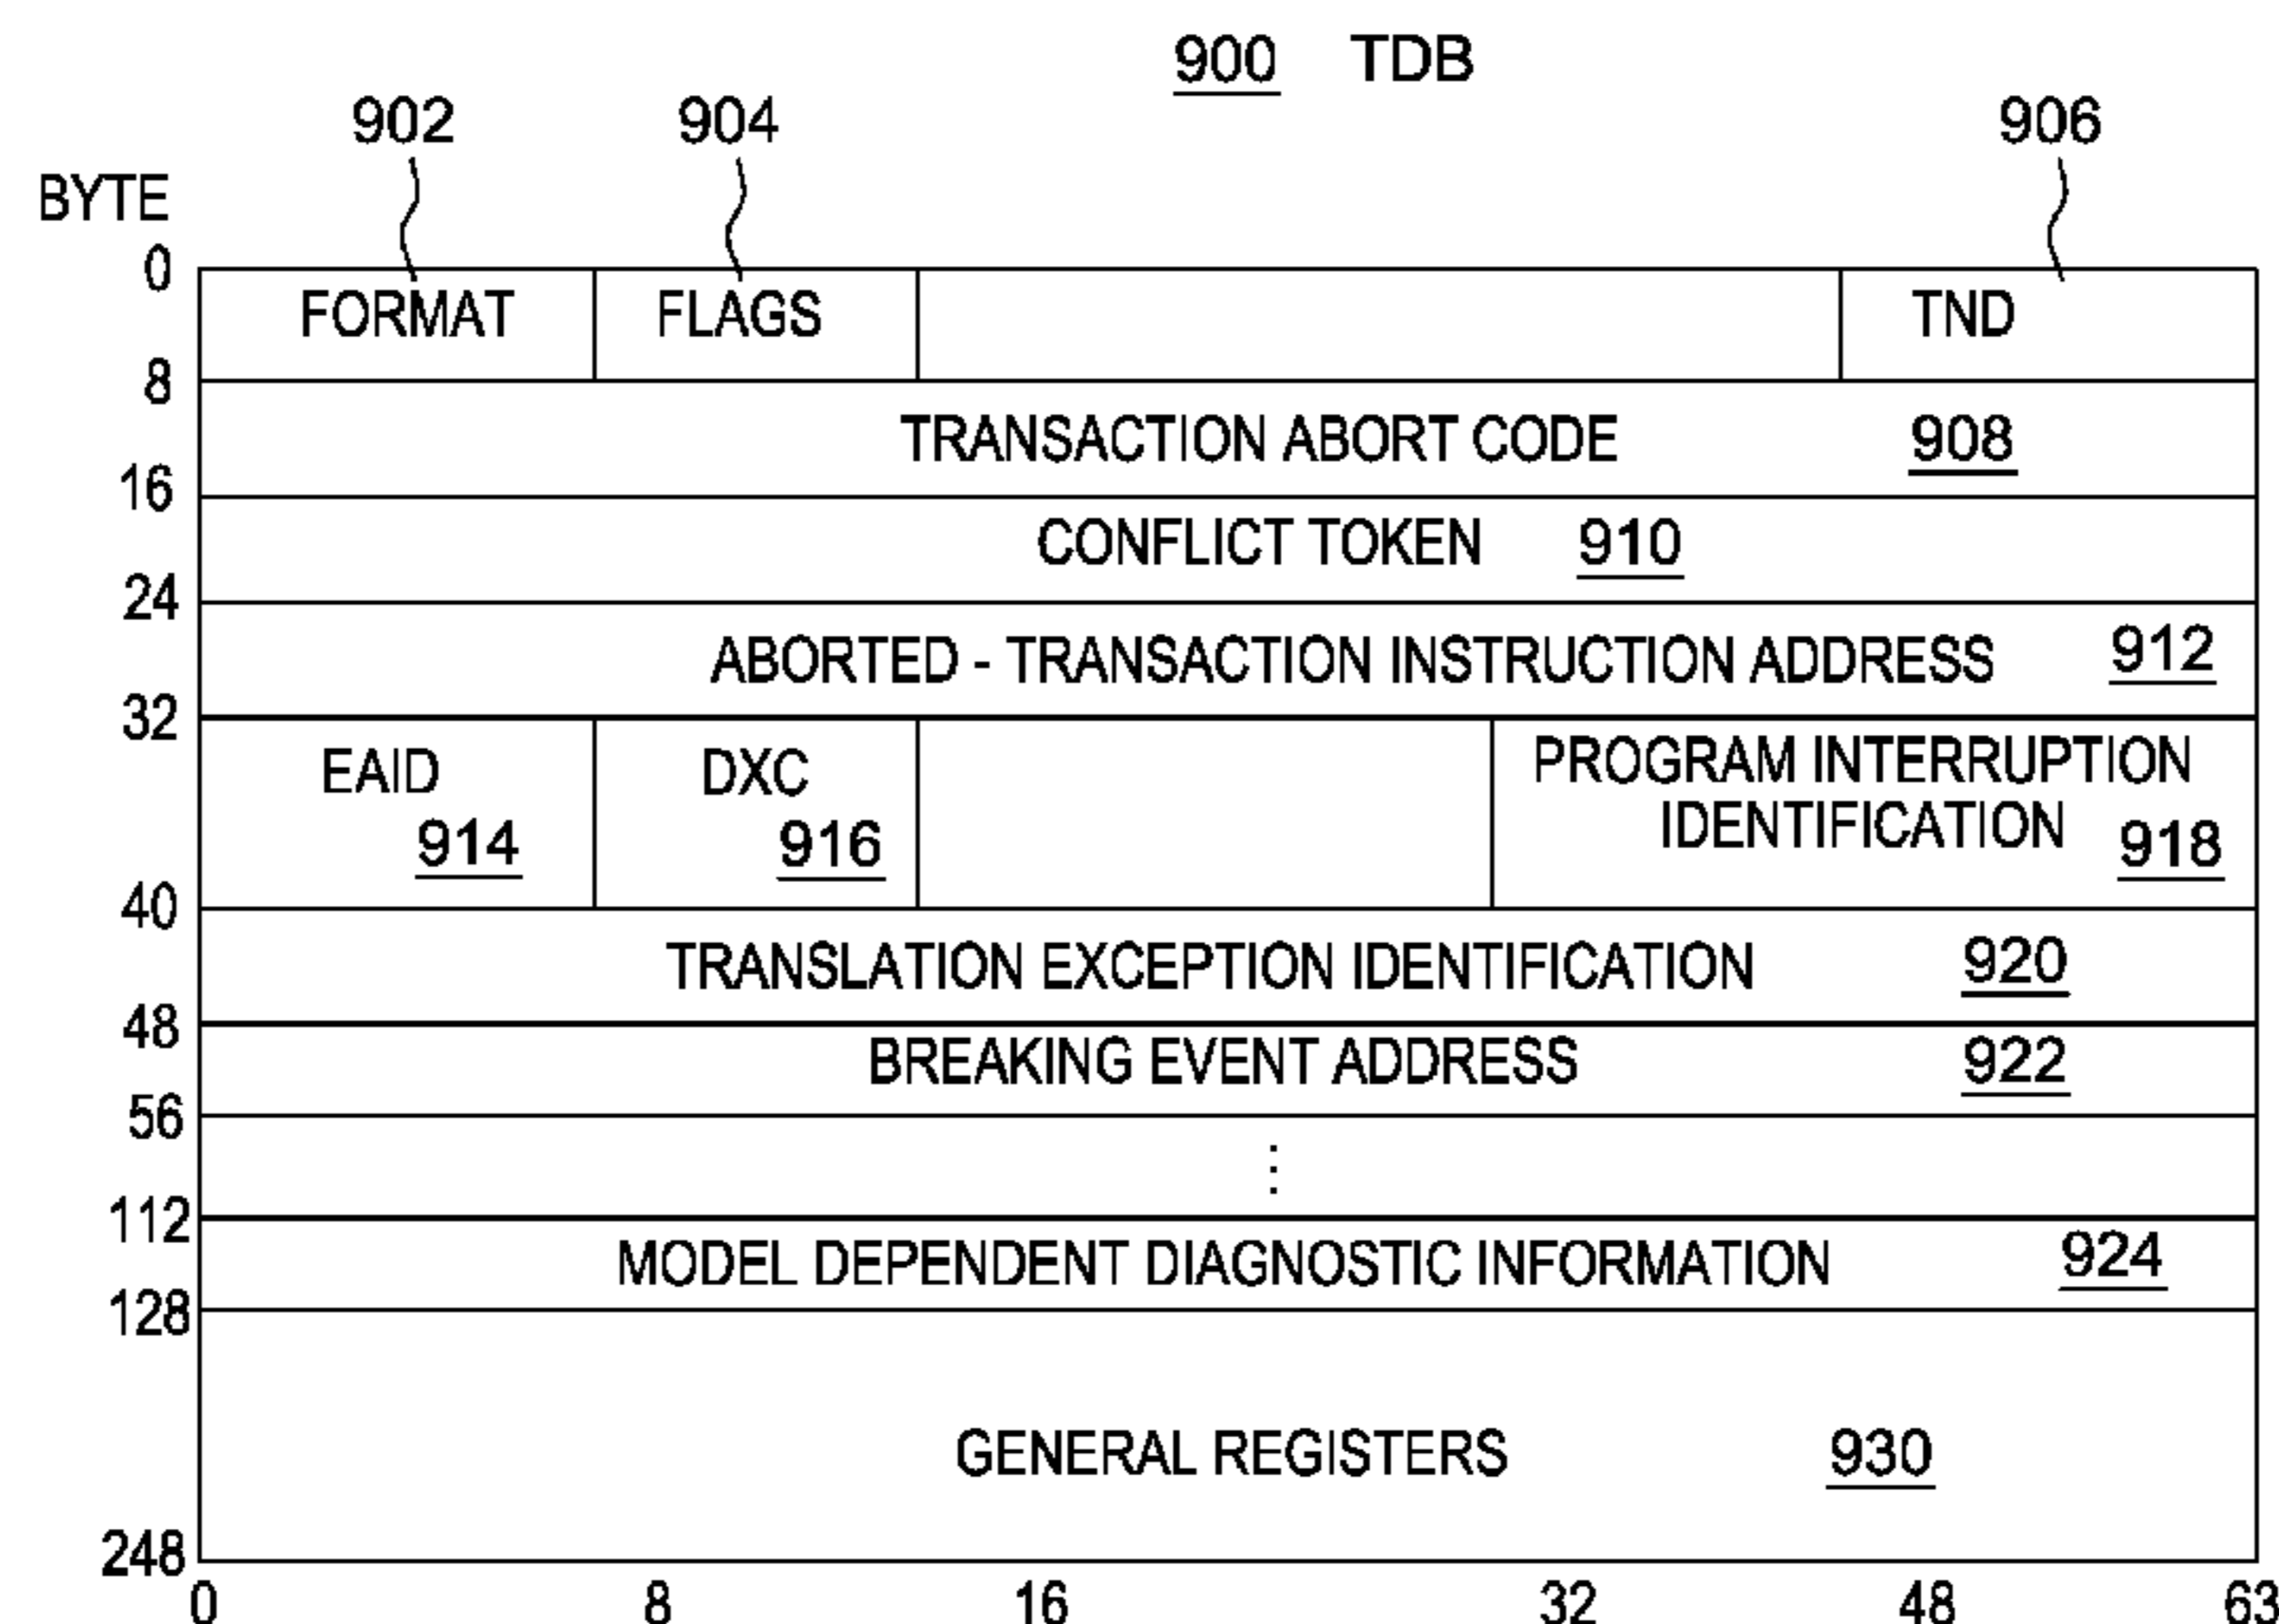 900 TDB
902 904 906
BYTE
0
FORMAT FLAGS TND
8
TRANSACTION ABORT CODE 908
16
CONFLICT TOKEN 910
24
ABORTED - TRANSACTION INSTRUCTION ADDRESS 912
32
EAID 914 DXC 916 PROGRAM INTERRUPTION IDENTIFICATION 918
40
TRANSLATION EXCEPTION IDENTIFICATION 920
48
BREAKING EVENT ADDRESS 922
56
⋮
112
MODEL DEPENDENT DIAGNOSTIC INFORMATION 924
128
GENERAL REGISTERS 930
248
0 8 16 32 48 63